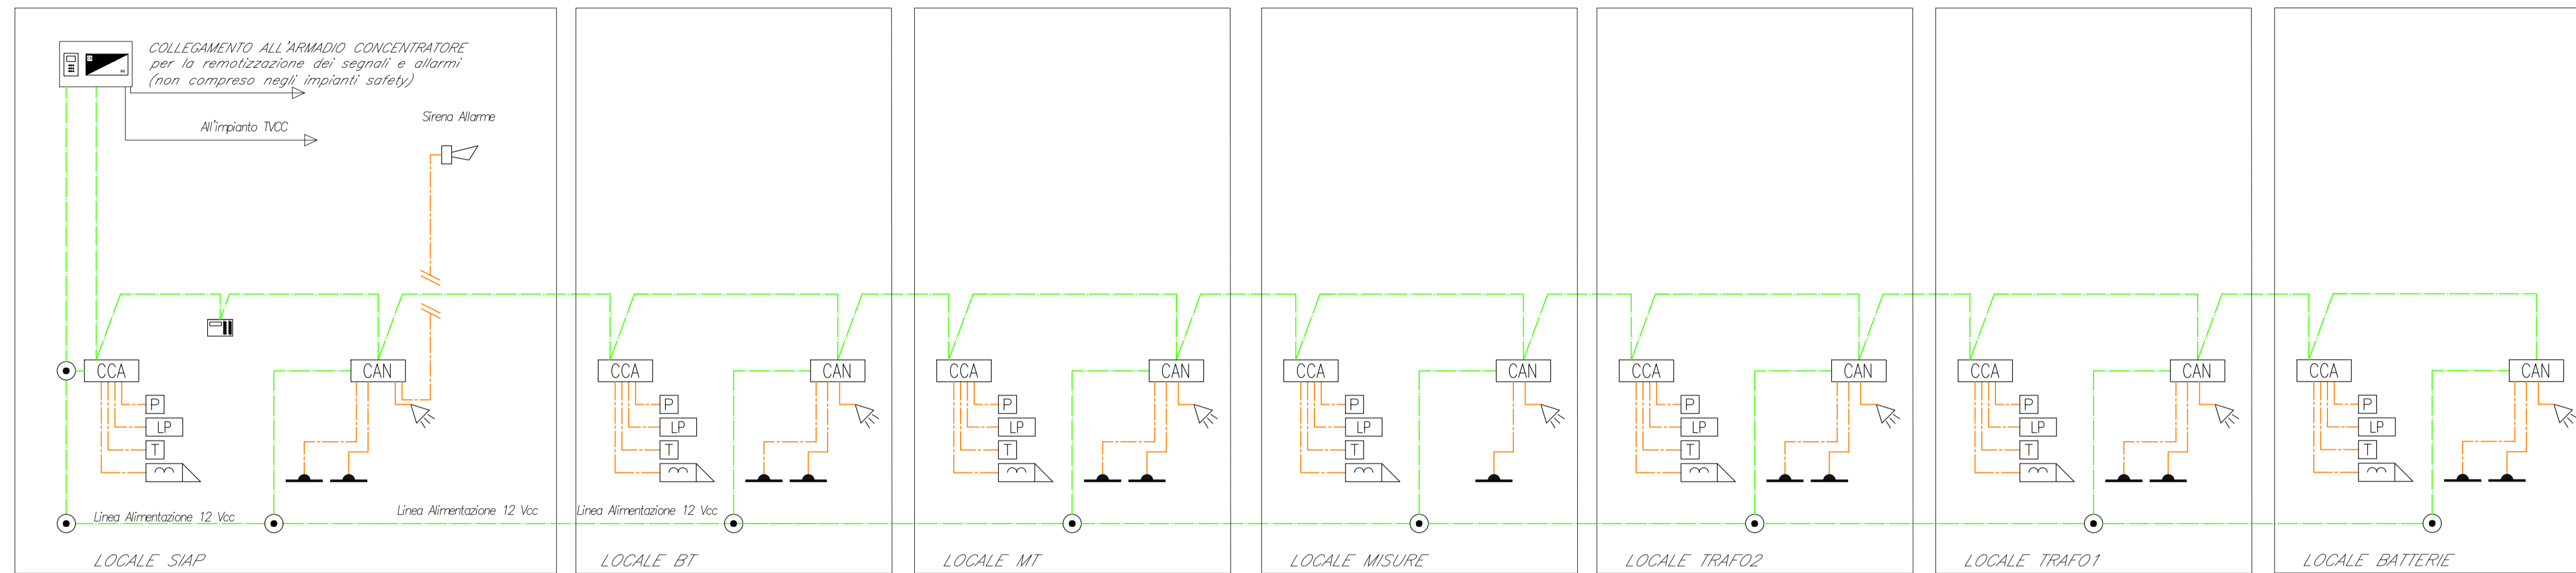 COLLEGAMENTO ALL'ARMADIO CONCENTRATORE
per la remotizzazione dei segnali e allarmi
(non compreso negli impianti safety)
All'impianto TVCC
Sirena Allarme
CCA
CAN
CCA
CAN
CCA
CAN
CCA
CAN
CCA
CAN
CCA
CAN
CCA
CAN
P
LP
T
P
LP
T
P
LP
T
P
LP
T
P
LP
T
P
LP
T
P
LP
T
Linea Alimentazione 12 Vcc
Linea Alimentazione 12 Vcc
Linea Alimentazione 12 Vcc
LOCALE SIAP
LOCALE BT
LOCALE MT
LOCALE MISURE
LOCALE TRAFO2
LOCALE TRAFO1
LOCALE BATTERIE